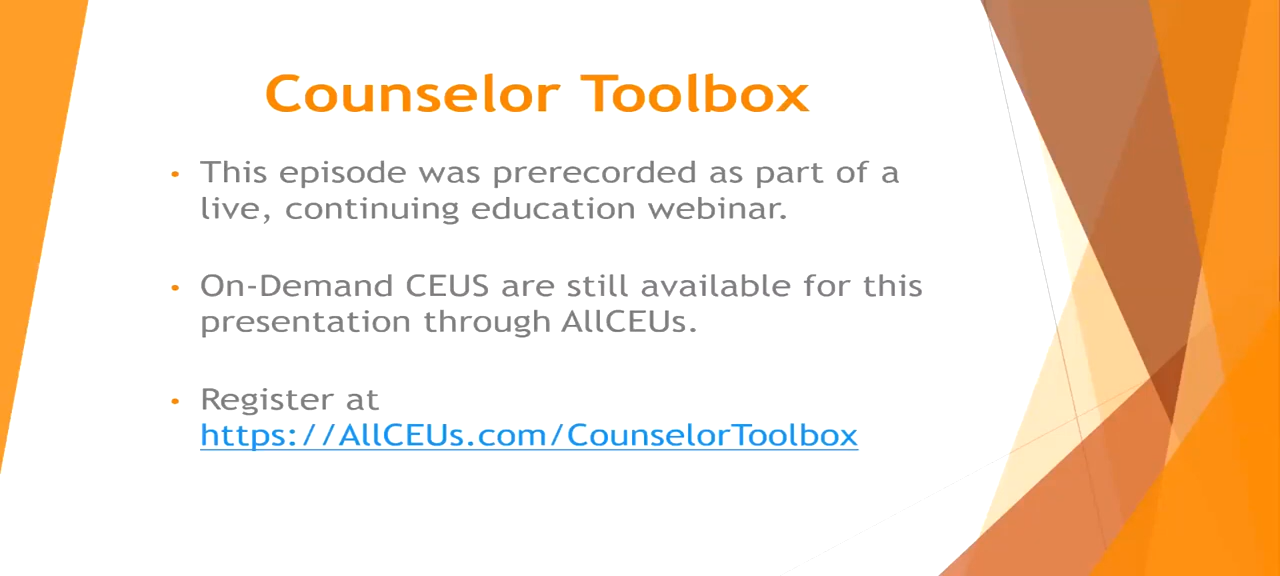 Counselor Toolbox
• This episode was prerecorded as part of a
live, continuing education webinar.
• On-Demand CEUS are still available for this
presentation through AllCEUs.
• Register at
https://AllCEUs.com/CounselorToolbox